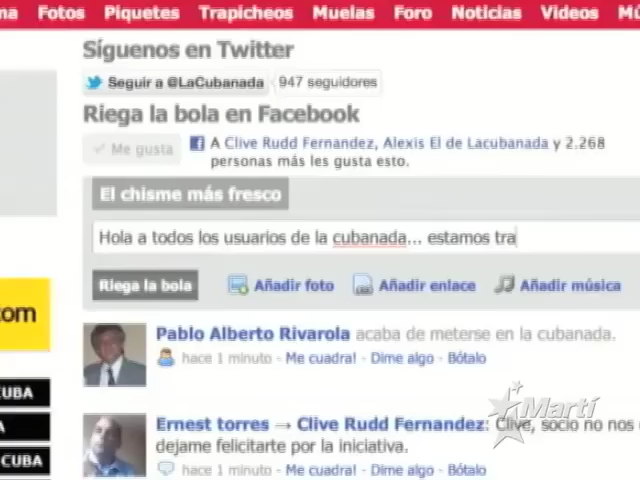 Fotos Piquetes Trapicheos Muelas Foro Noticias Videos
Síguenos en Twitter
Seguir a @LaCubanada 947 seguidores
Riega la bola en Facebook
Me gusta A Clive Rudd Fernandez, Alexis El de Lacubanada y 2.268
personas más les gusta esto.
El chisme más fresco
Hola a todos los usuarios de la cubanada... estamos tra
Riega la bola Añadir foto Añadir enlace Añadir música
.com
Pablo Alberto Rivarola acaba de meterse en la cubanada.
hace 1 minuto - Me cuadra! - Dime algo - Bótalo
CUBA
A
CUBA
Ernest torres → Clive Rudd Fernandez: Clive, socio no nos
dejame felicitarte por la iniciativa.
hace 1 minuto - Me cuadra! - Dime algo - Bótalo
Martí